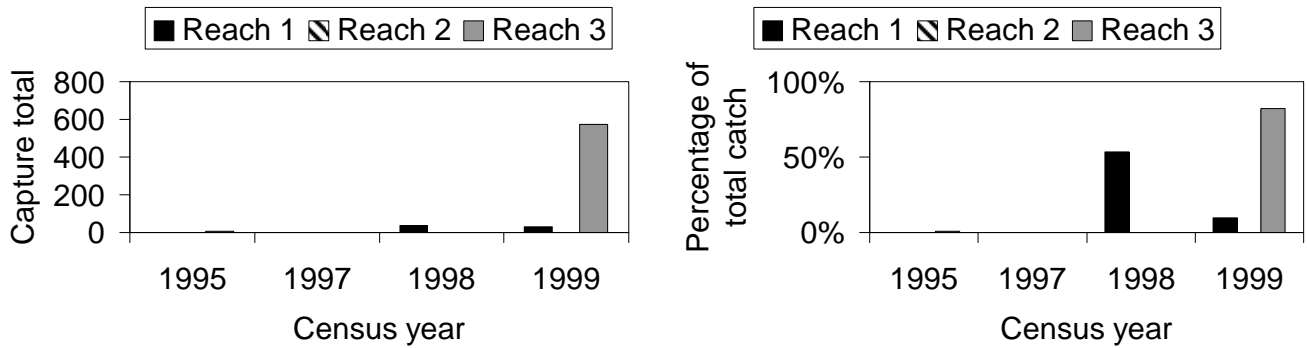 Reach 1 Reach 2 Reach 3
800
600
400
200
0
Capture total
1995 1997 1998 1999
Census year
Reach 1 Reach 2 Reach 3
100%
50%
0%
Percentage of
total catch
1995 1997 1998 1999
Census year